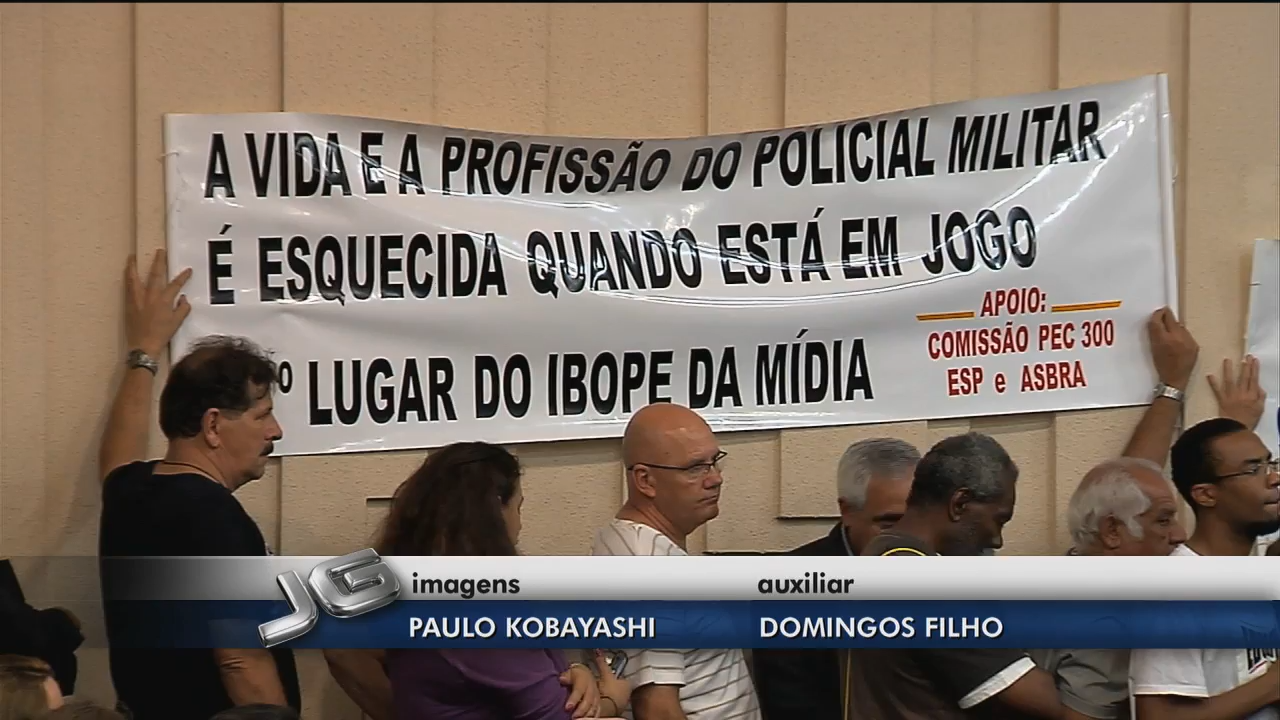 A VIDA E A PROFISSÃO DO POLICIAL MILITAR
É ESQUECIDA QUANDO ESTÁ EM JOGO
º LUGAR DO IBOPE DA MÍDIA
APOIO:
COMISSÃO PEC 300
ESP e ASBRA
JG
imagens
auxiliar
PAULO KOBAYASHI
DOMINGOS FILHO